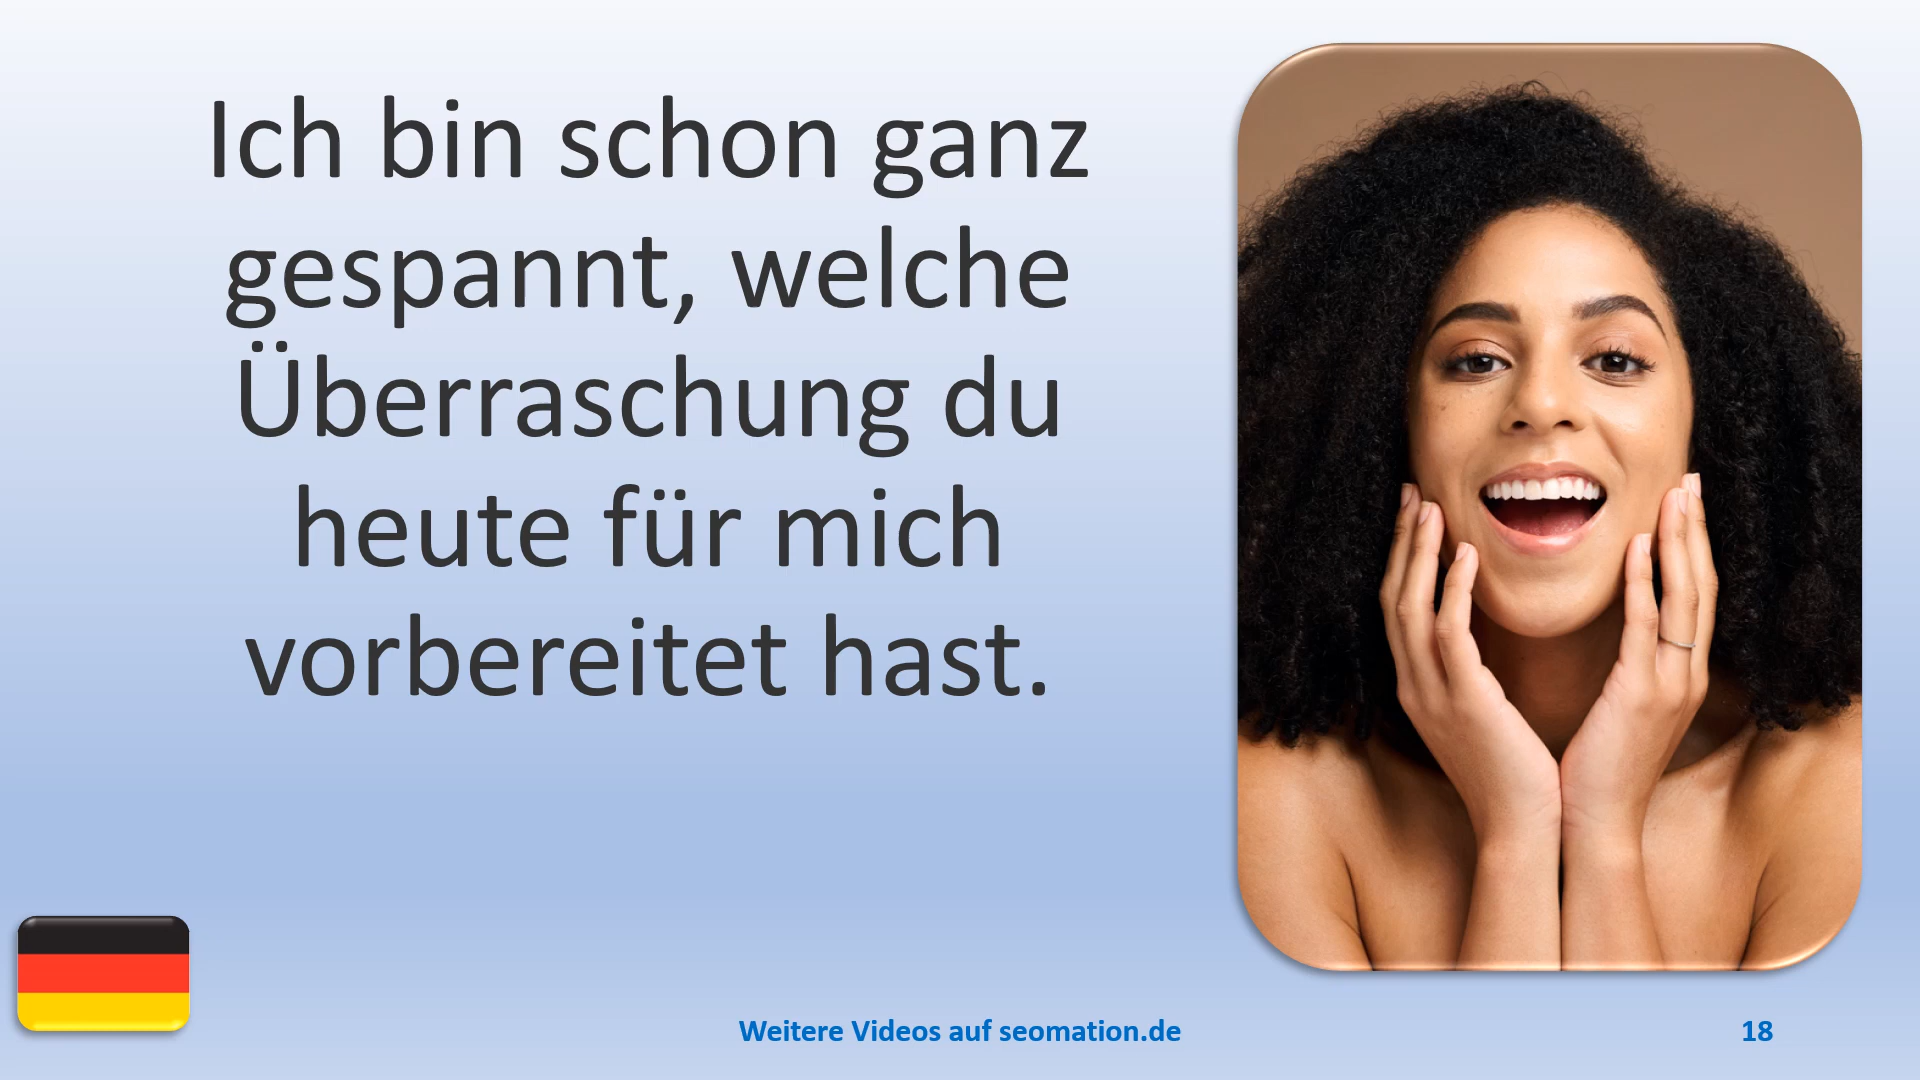 Ich bin schon ganz
gespannt, welche
Überraschung du
heute für mich
vorbereitet hast.
Weitere Videos auf seomation.de
18